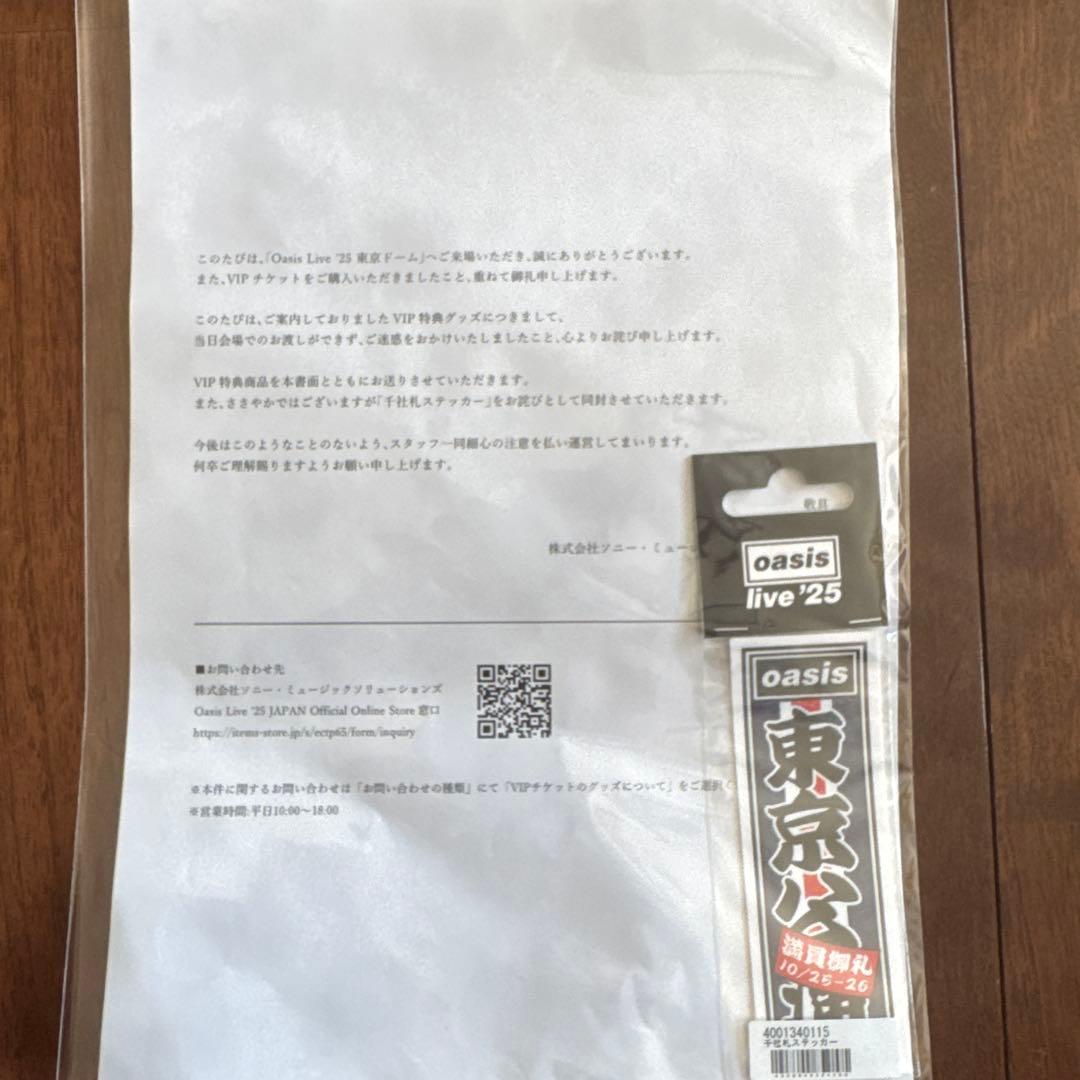 このたびは、「Oasis Live '25 東京ドーム」へご来場いただき、誠にありがとうございます。
また、VIP チケットをご購入いただきましたこと、重ねて御礼申し上げます。
このたびは、ご案内しておりました VIP 特典グッズにつきまして、
当日会場でのお渡しができず、ご迷惑をおかけいたしましたこと、心よりお詫び申し上げます。
VIP 特典商品を本書面とともにお送りさせていただきます。
また、ささやかではございますが「千社札ステッカー」をお詫びとして同封させていただきます。
今後はこのようなことのないよう、スタッフ一同細心の注意を払い運営してまいります。
何卒ご理解賜りますようお願い申し上げます。
敬具
株式会社ソニー・ミュージ
■お問い合わせ先
株式会社ソニー・ミュージックソリューションズ
Oasis Live '25 JAPAN Official Online Store 窓口
https://items-store.jp/s/ectp65/form/inquiry
※本件に関するお問い合わせは「お問い合わせの種類」にて「VIPチケットのグッズについて」をご選択く
※営業時間:平日10:00〜18:00
oasis
live '25
oasis
東京公演
満員御礼
10/25-26
4001340115
千社札ステッカー